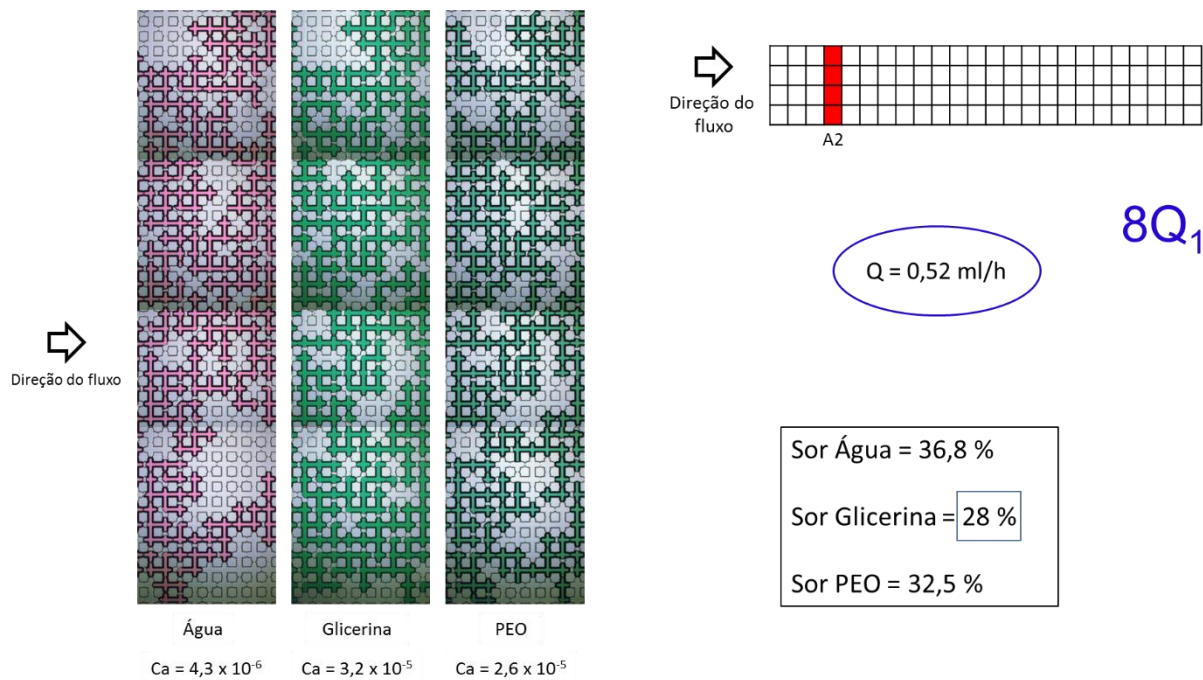 Direção do
fluxo
A2
8Q1
Q = 0,52 ml/h
Direção do fluxo
Sor Água = 36,8 %
Sor Glicerina = 28 %
Sor PEO = 32,5 %
Água
Glicerina
PEO
Ca = 4,3 x 10⁻⁶
Ca = 3,2 x 10⁻⁵
Ca = 2,6 x 10⁻⁵